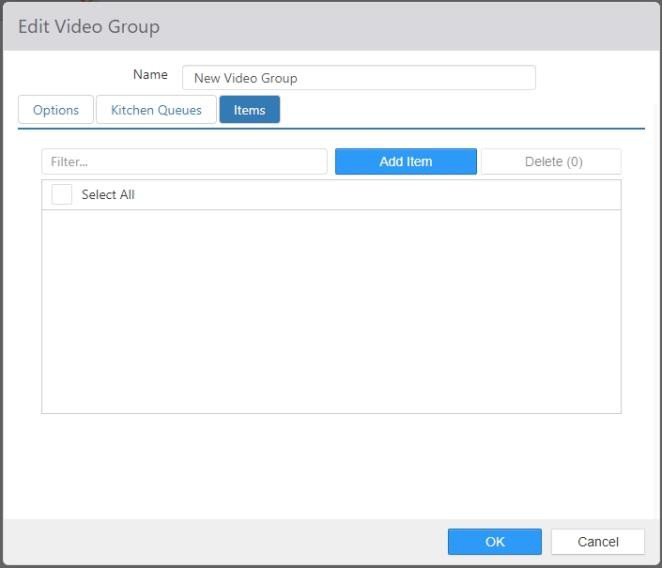 Edit Video Group
Name New Video Group
Options Kitchen Queues Items
Filter... Add Item Delete (0)
Select All
OK Cancel